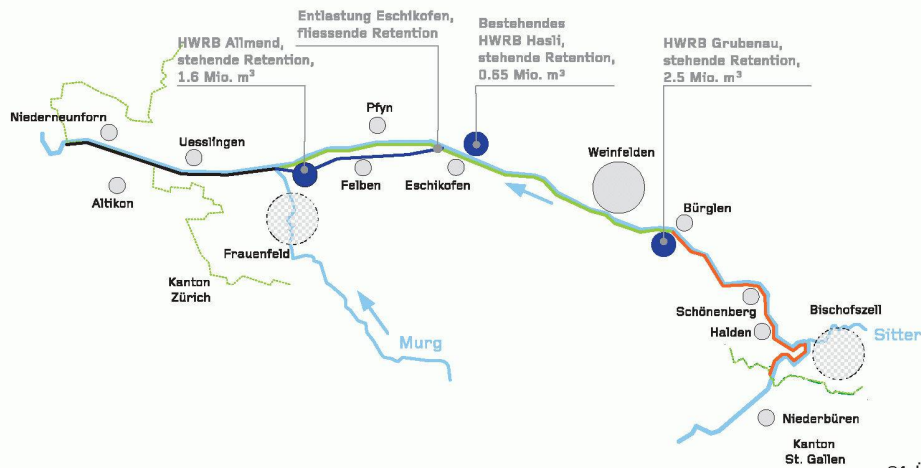 Entlastung Eschikofen,
fliessende Retention
HWRB Allmend,
stehende Retention,
1.6 Mio. m³
Bestehendes
HWRB Hasli,
stehende Retention,
0.65 Mio. m³
HWRB Grubenau,
stehende Retention,
2.5 Mio. m³
Niederneunforn
Uesslingen
Pfyn
Altikon
Felben
Eschikofen
Weinfelden
Bürglen
Frauenfeld
Kanton
Zürich
Murg
Schönenberg
Halden
Bischofszell
Sitter
Niederbüren
Kanton
St. Gallen